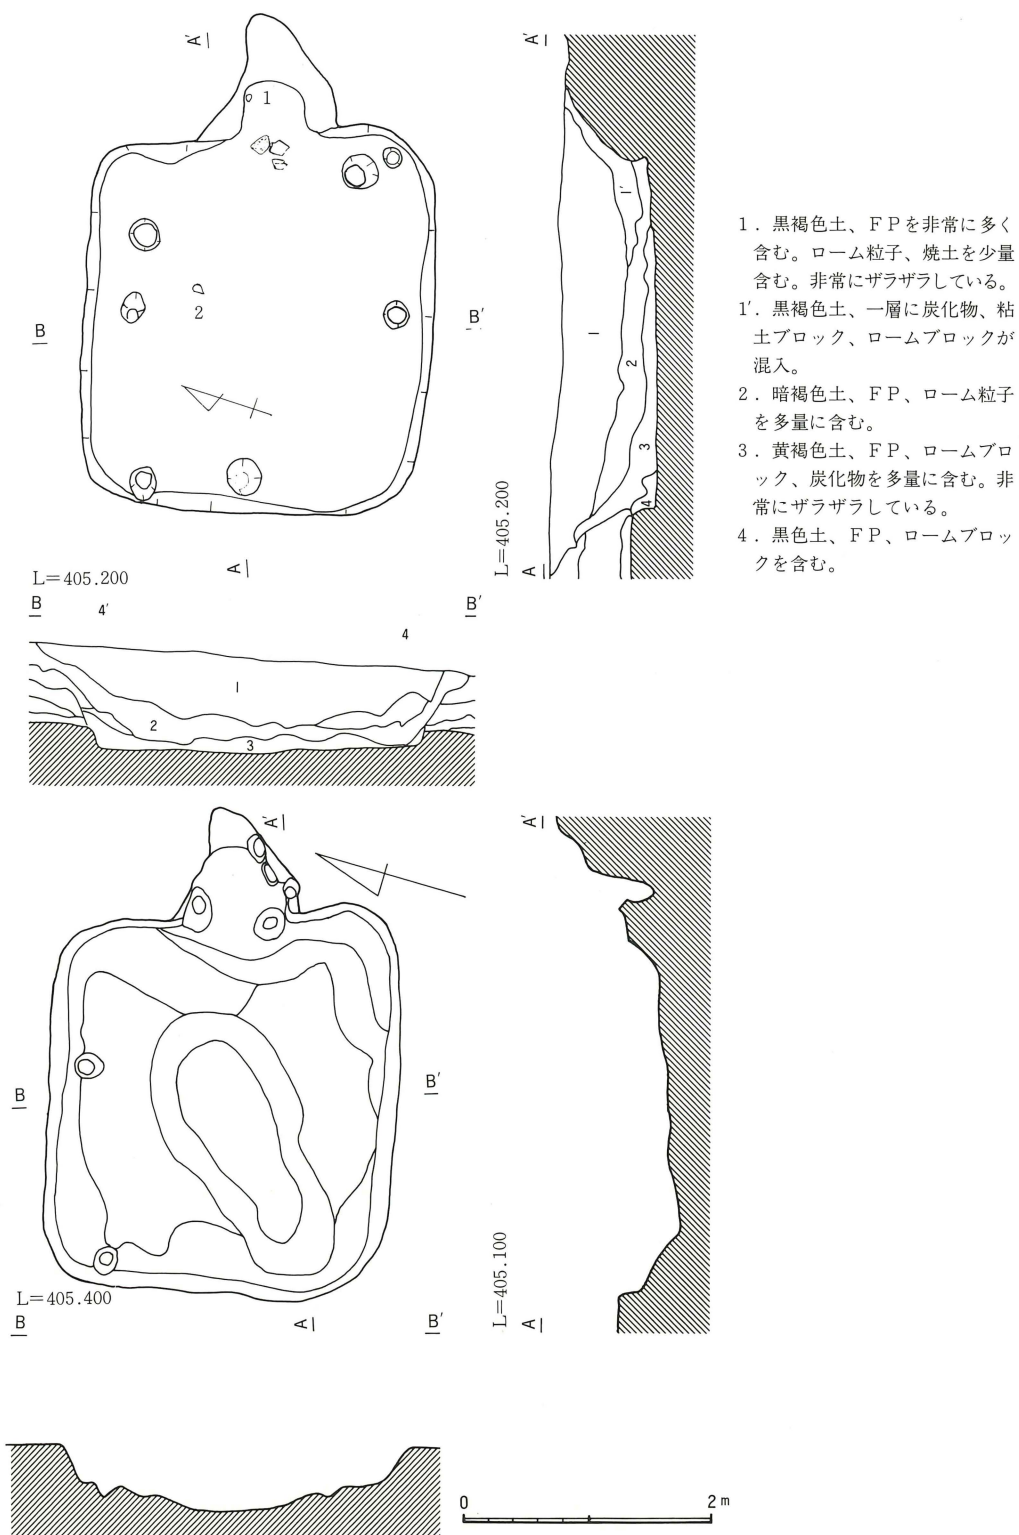 A′
1
2
B
B′
A
L=405.200
A′
1
1′
2
3
4
L=405.200
A
1．黒褐色土、ＦＰを非常に多く
含む。ローム粒子、焼土を少量
含む。非常にザラザラしている。
1′．黒褐色土、一層に炭化物、粘
土ブロック、ロームブロックが
混入。
2．暗褐色土、ＦＰ、ローム粒子
を多量に含む。
3．黄褐色土、ＦＰ、ロームブロ
ック、炭化物を多量に含む。非
常にザラザラしている。
4．黒色土、ＦＰ、ロームブロッ
クを含む。
B
4′
4
B′
1
2
3
A′
B
B′
A
L=405.400
B
B′
A′
L=405.100
A
0
2m